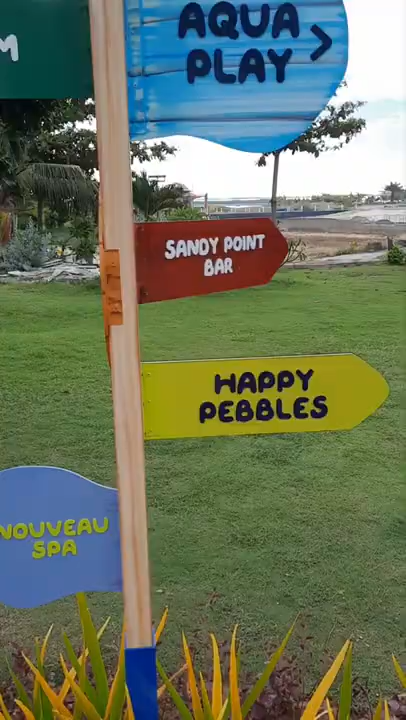 M
AQUA >
PLAY
SANDY POINT
BAR
HAPPY
PEBBLES
NOUVEAU
SPA